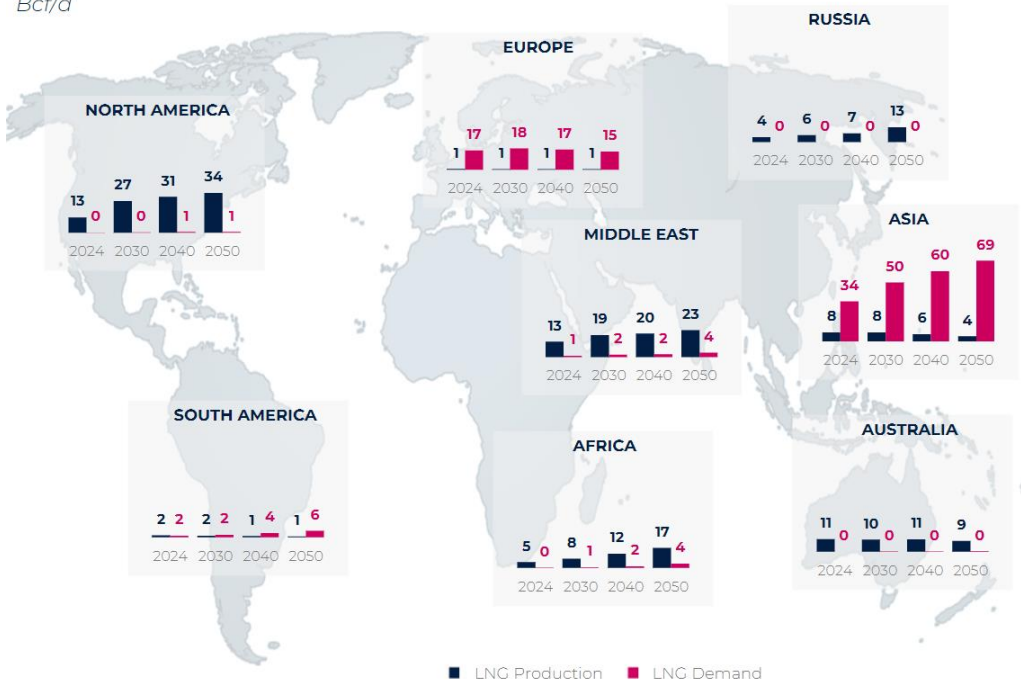 Bcf/d
RUSSIA
4 0 6 0 7 0 13 0
2024 2030 2040 2050
EUROPE
1 17 1 18 1 17 1 15
2024 2030 2040 2050
NORTH AMERICA
13 0 27 0 31 1 34 1
2024 2030 2040 2050
ASIA
8 34 8 50 6 60 4 69
2024 2030 2040 2050
MIDDLE EAST
13 1 19 2 20 2 23 4
2024 2030 2040 2050
SOUTH AMERICA
2 2 2 2 1 4 1 6
2024 2030 2040 2050
AFRICA
5 0 8 1 12 2 17 4
2024 2030 2040 2050
AUSTRALIA
11 0 10 0 11 0 9 0
2024 2030 2040 2050
LNG Production LNG Demand